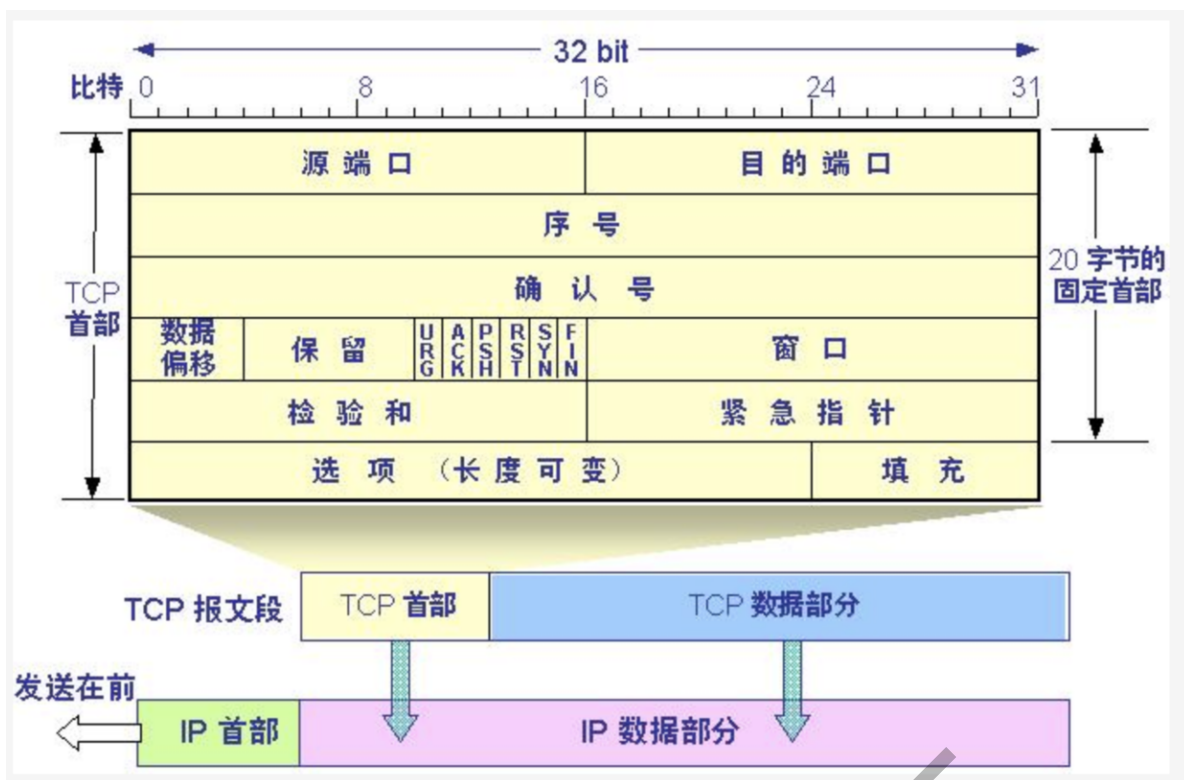 32 bit
比特 0 8 16 24 31
源端口 目的端口
序号
确认号
20 字节的
固定首部
TCP
首部
数据
偏移
保留
URG
ACK
PSH
RST
SYN
FIN
窗口
检验和 紧急指针
选项 (长度可变) 填充
TCP 报文段 TCP 首部 TCP 数据部分
发送在前
IP 首部 IP 数据部分